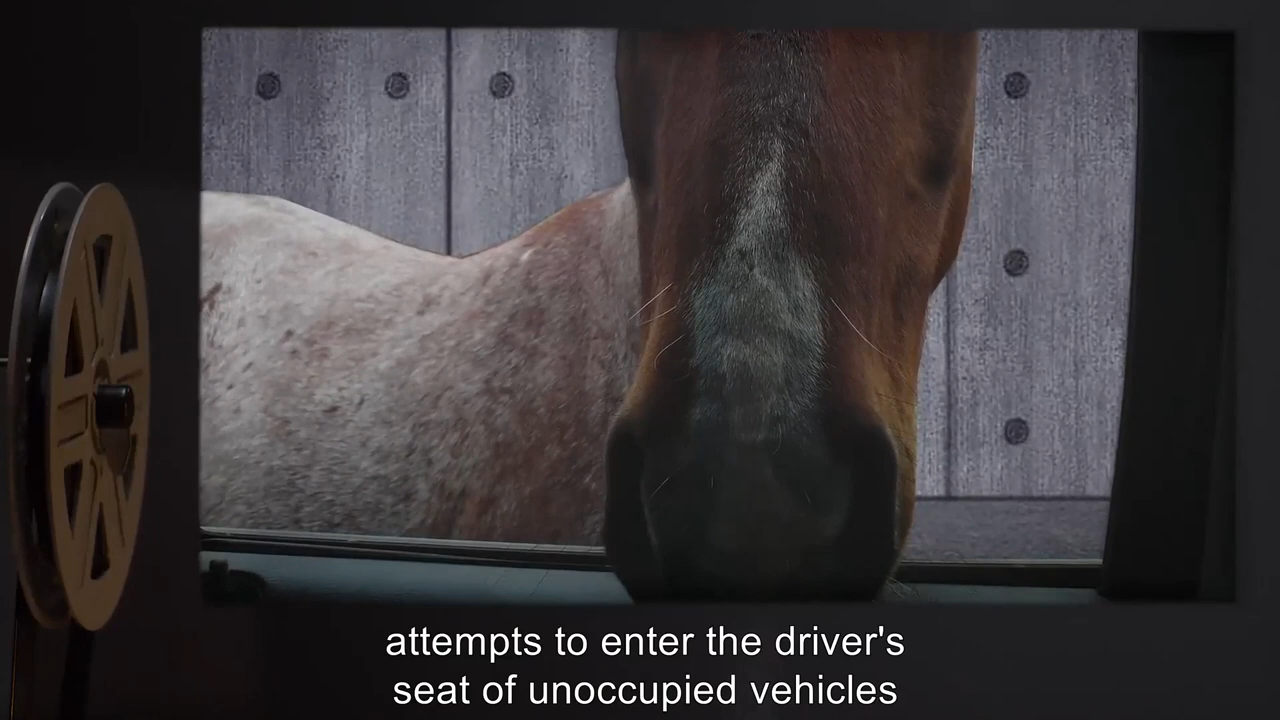 attempts to enter the driver's
seat of unoccupied vehicles